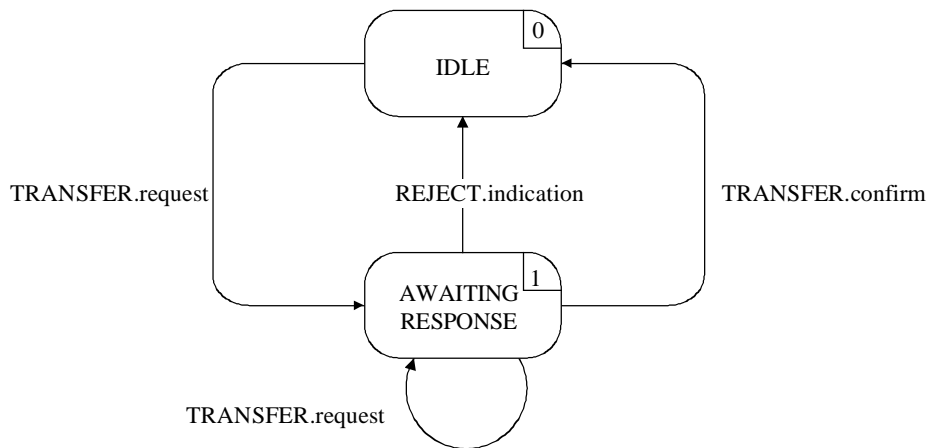 0
IDLE
TRANSFER.request
REJECT.indication
TRANSFER.confirm
1
AWAITING
RESPONSE
TRANSFER.request